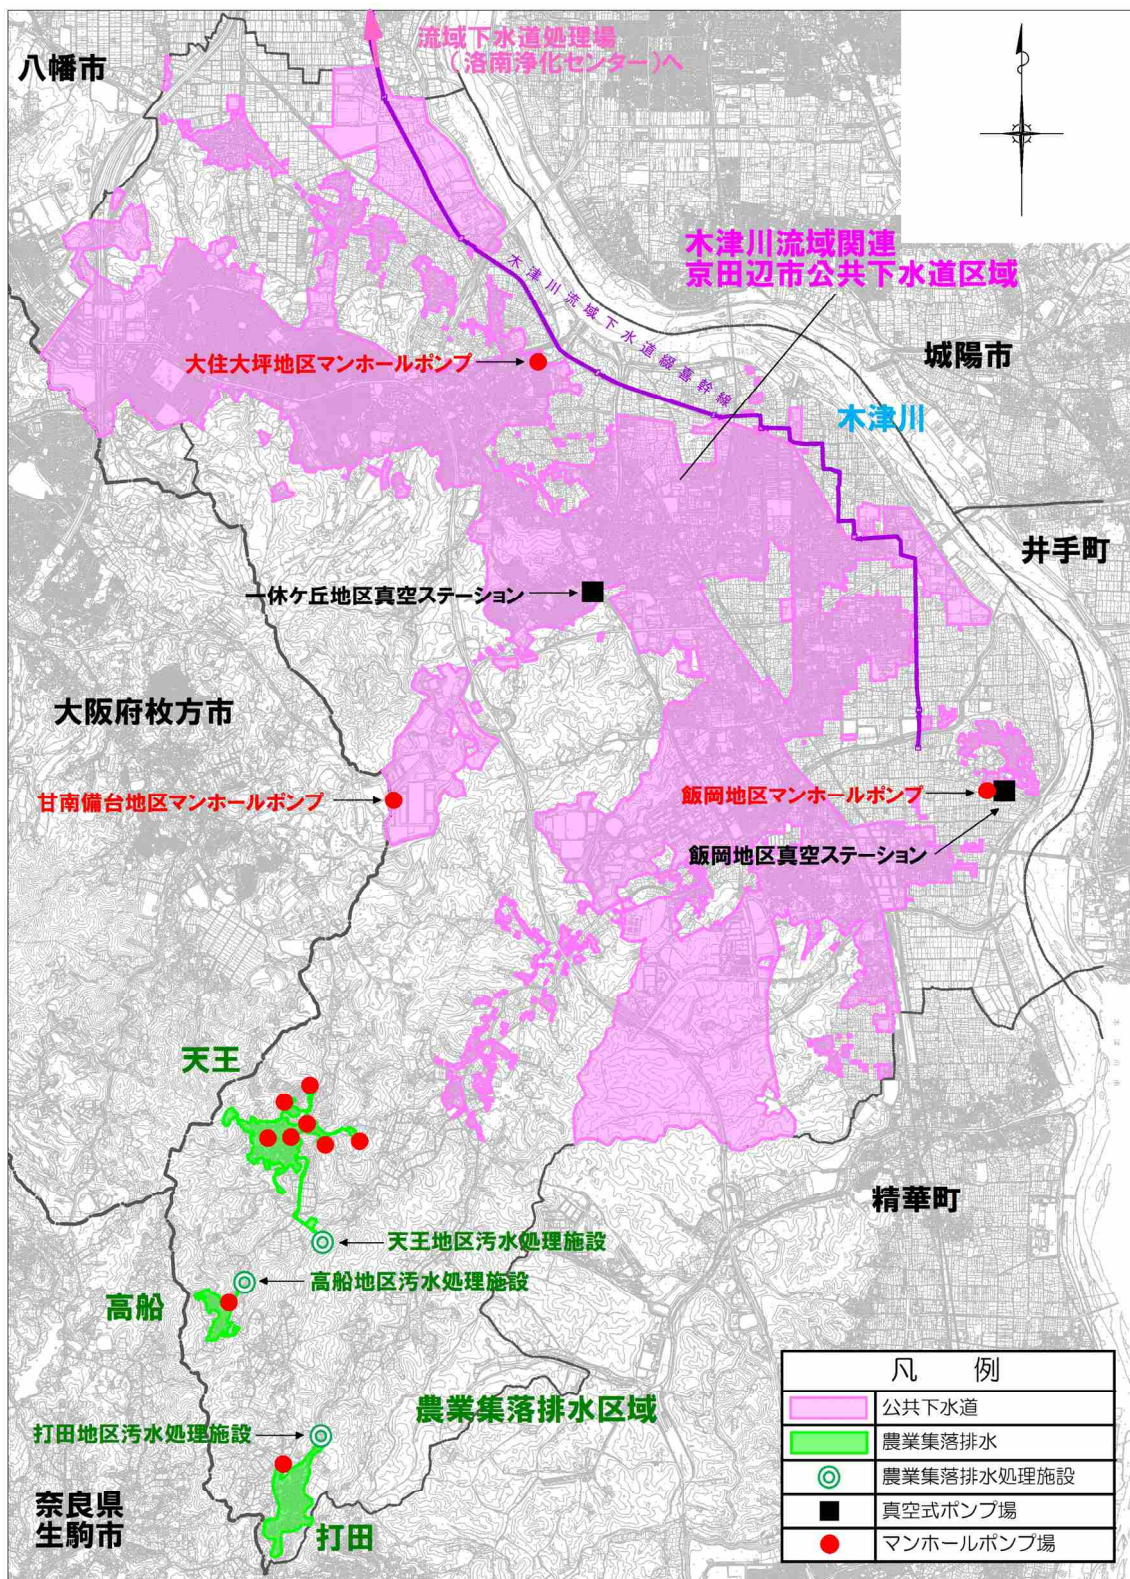 流域下水道処理場
(洛南浄化センター)へ
八幡市
木津川流域関連
京田辺市公共下水道区域
木津川流域下水道綴喜幹線
城陽市
大住大坪地区マンホールポンプ
木津川
井手町
一休ケ丘地区真空ステーション
大阪府枚方市
甘南備台地区マンホールポンプ
飯岡地区マンホールポンプ
飯岡地区真空ステーション
天王
精華町
天王地区汚水処理施設
高船地区汚水処理施設
高船
農業集落排水区域
打田地区汚水処理施設
奈良県
生駒市
打田
凡 例
公共下水道
農業集落排水
農業集落排水処理施設
真空式ポンプ場
マンホールポンプ場